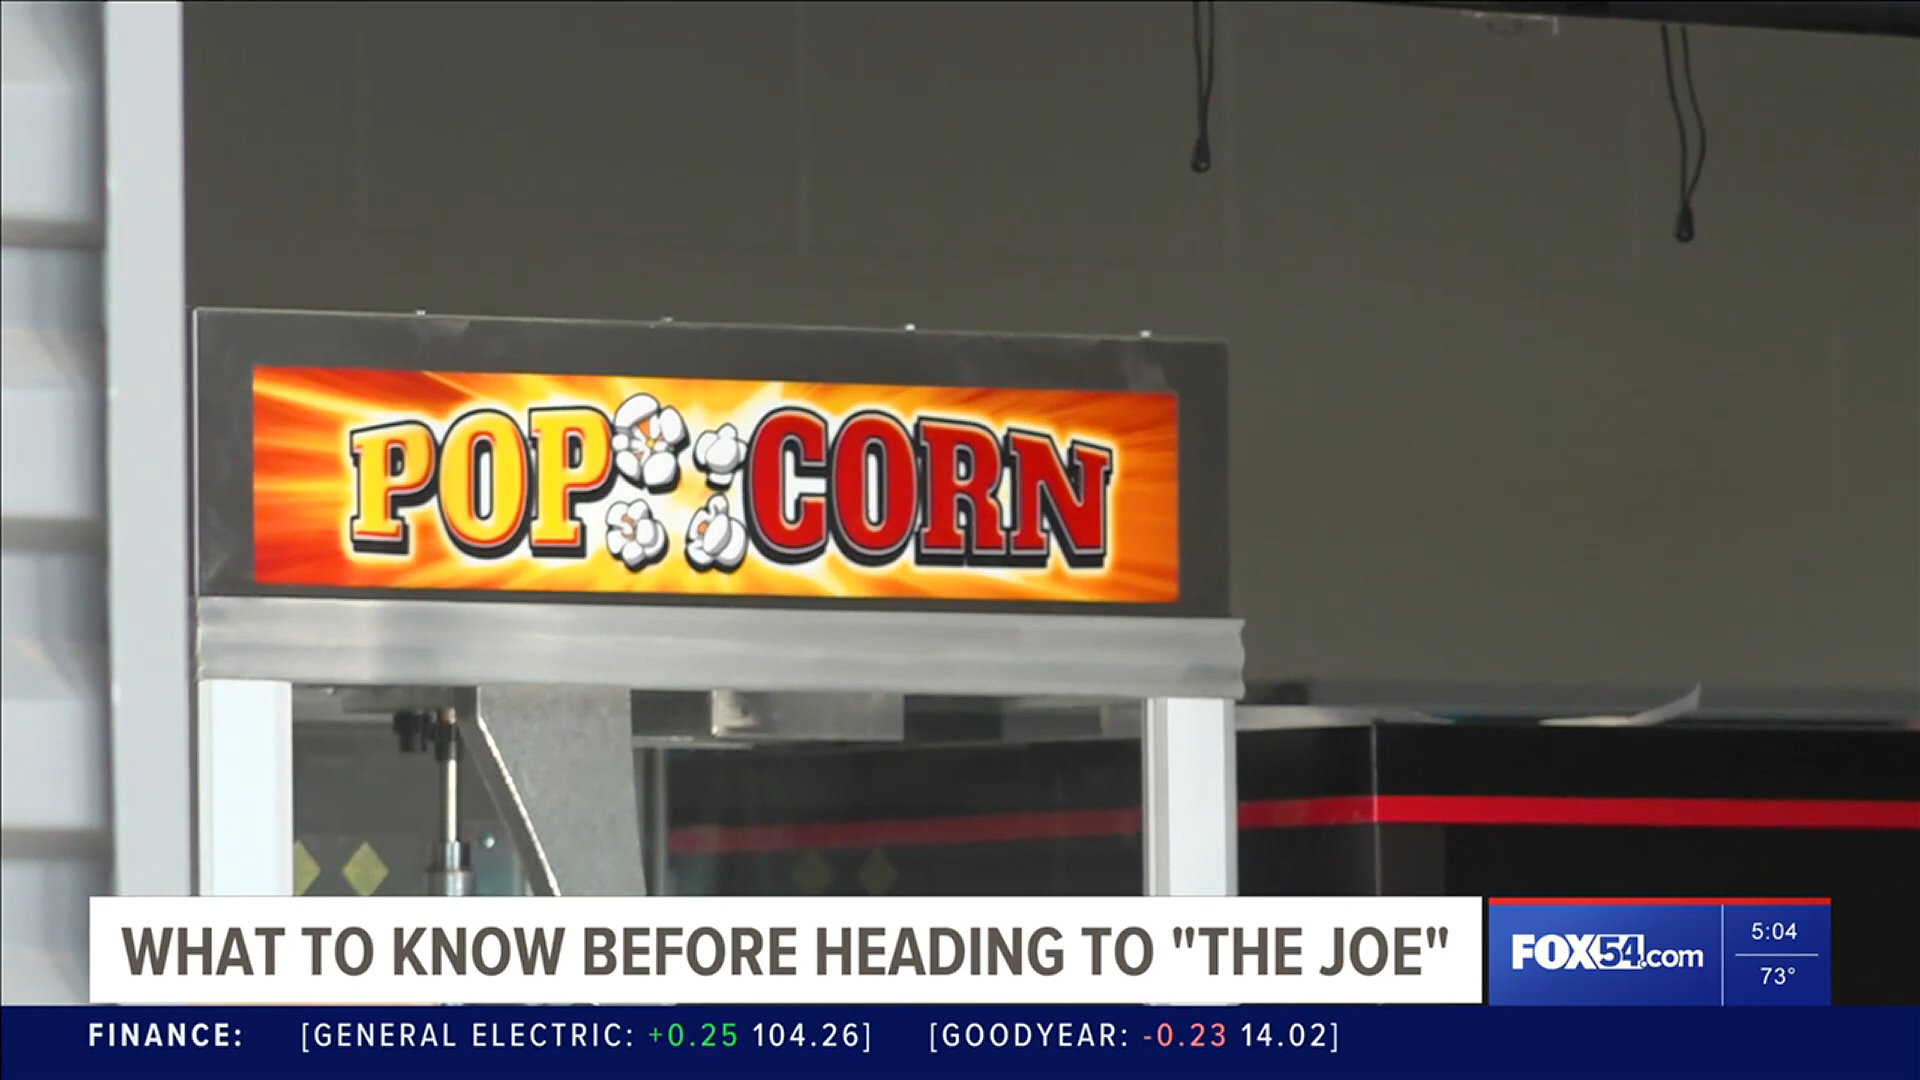 POP CORN
WHAT TO KNOW BEFORE HEADING TO "THE JOE"
FOX54.com
5:04
73°
FINANCE: [GENERAL ELECTRIC: +0.25 104.26] [GOODYEAR: -0.23 14.02]